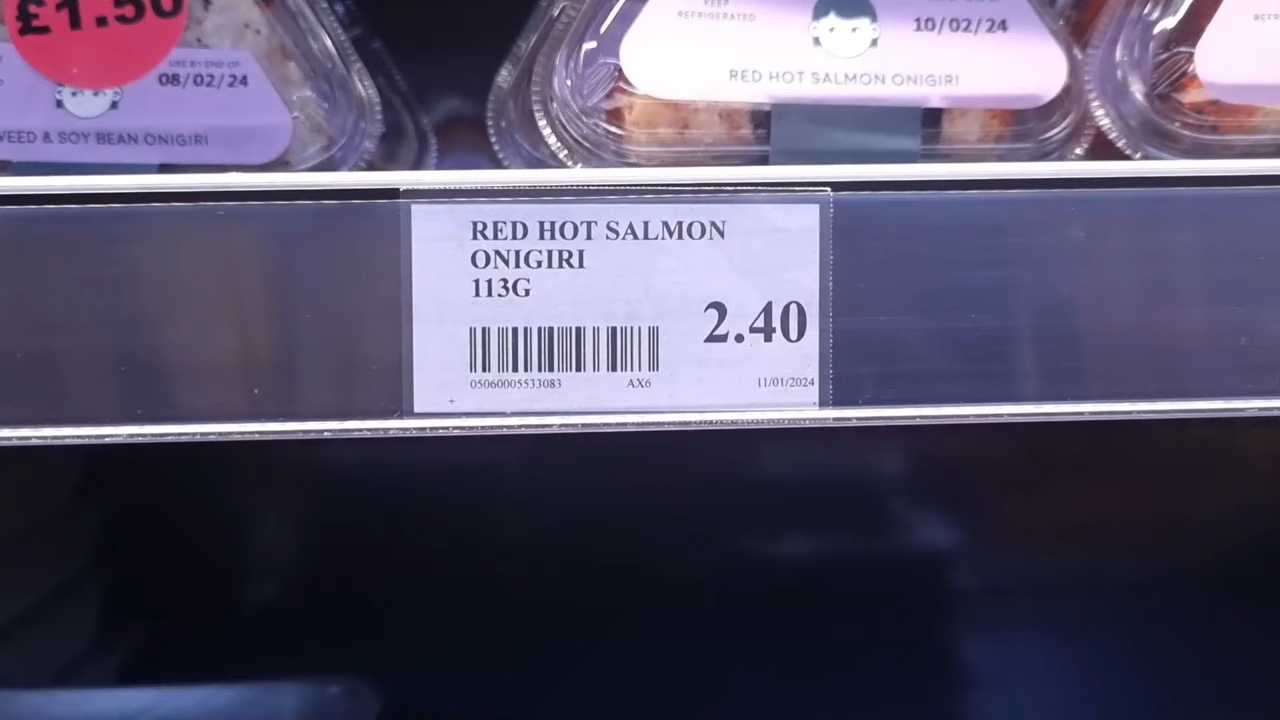 £1.50
USE BY END OF
08/02/24
WEED & SOY BEAN ONIGIRI
KEEP
REFRIGERATED
10/02/24
RED HOT SALMON ONIGIRI
RED HOT SALMON
ONIGIRI
113G
2.40
05060005533083
AX6
11/01/2024